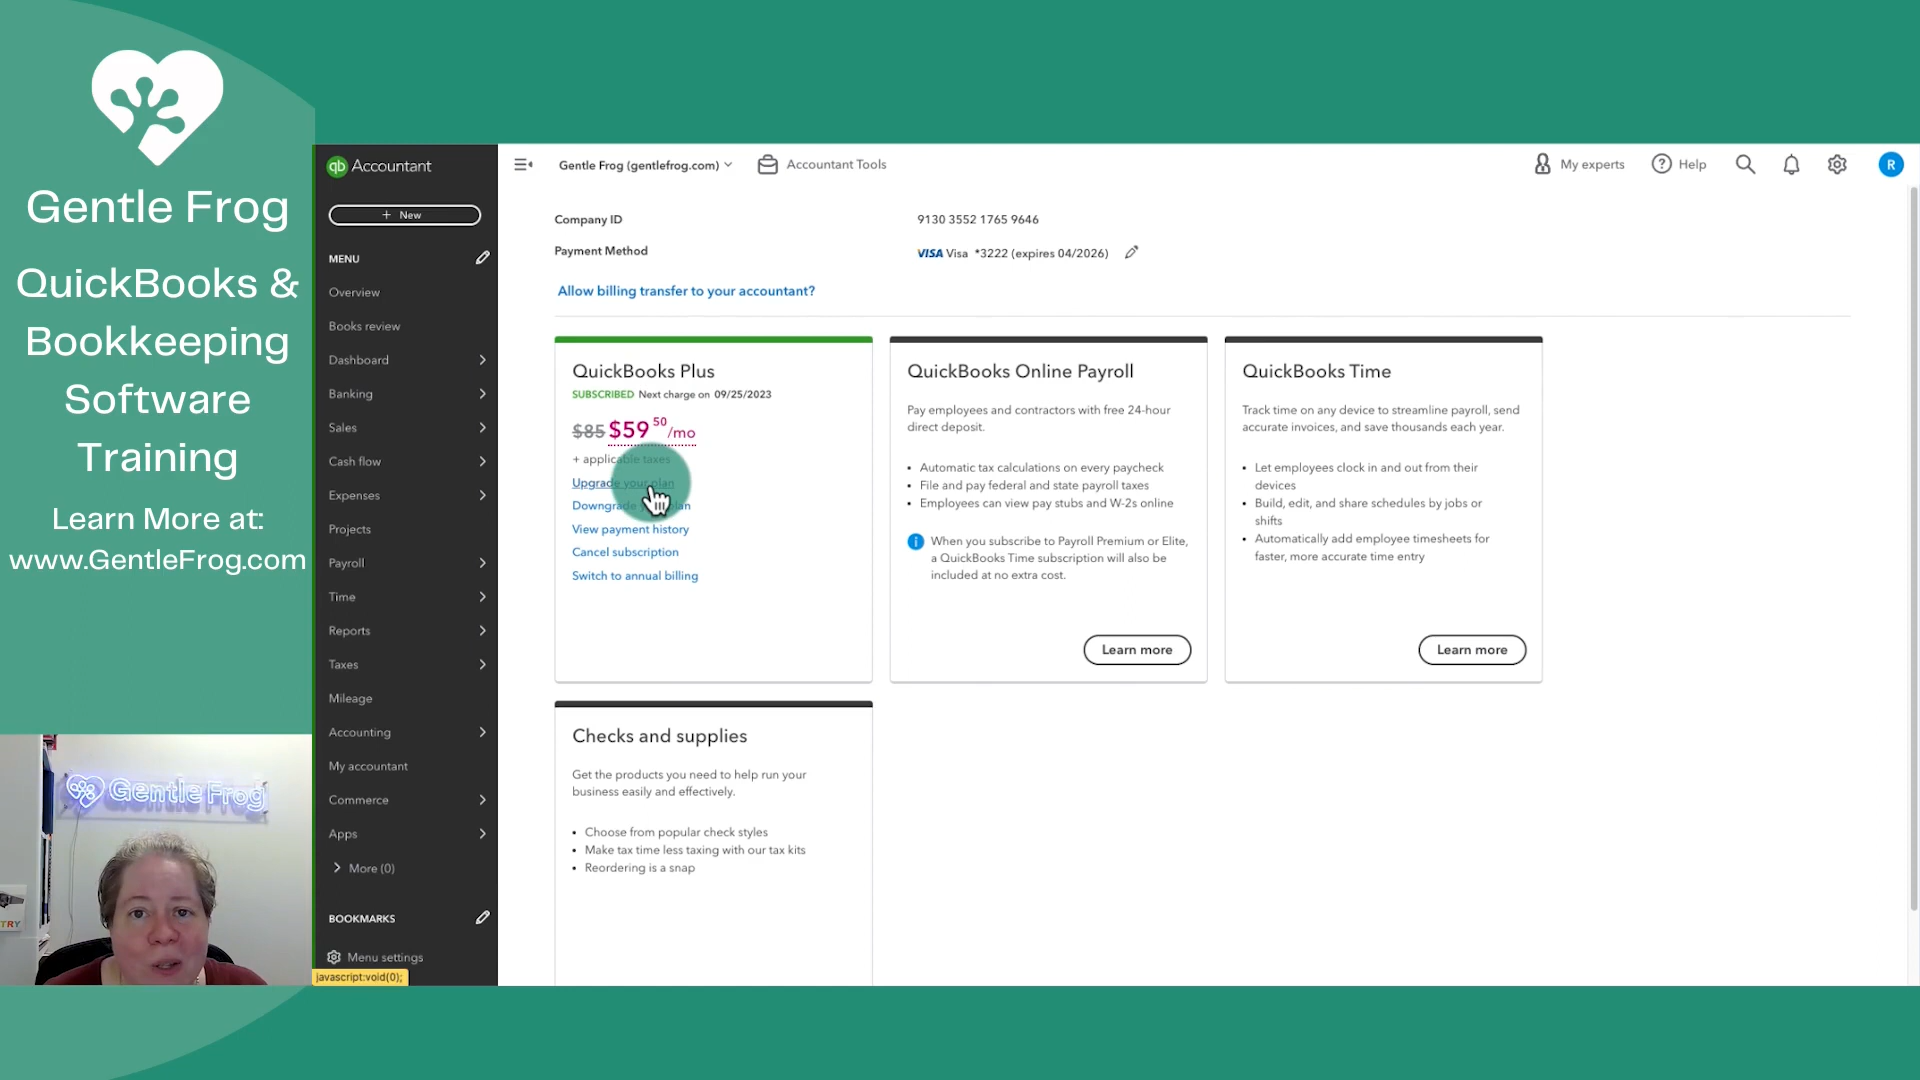 Gentle Frog
QuickBooks &
Bookkeeping
Software
Training
Learn More at:
www.GentleFrog.com
Gentle Frog
TRY
qb Accountant
+ New
MENU
Overview
Books review
Dashboard
Banking
Sales
Cash flow
Expenses
Projects
Payroll
Time
Reports
Taxes
Mileage
Accounting
My accountant
Commerce
Apps
More (0)
BOOKMARKS
Menu settings
javascript:void(0);
Gentle Frog (gentlefrog.com)
Accountant Tools
My experts
Help
R
Company ID
9130 3552 1765 9646
Payment Method
VISA Visa *3222 (expires 04/2026)
Allow billing transfer to your accountant?
QuickBooks Plus
SUBSCRIBED Next charge on 09/25/2023
$85 $59 50 /mo
+ applicable taxes
Upgrade your plan
Downgrade your plan
View payment history
Cancel subscription
Switch to annual billing
QuickBooks Online Payroll
Pay employees and contractors with free 24-hour
direct deposit.
• Automatic tax calculations on every paycheck
• File and pay federal and state payroll taxes
• Employees can view pay stubs and W-2s online
i When you subscribe to Payroll Premium or Elite,
a QuickBooks Time subscription will also be
included at no extra cost.
Learn more
QuickBooks Time
Track time on any device to streamline payroll, send
accurate invoices, and save thousands each year.
• Let employees clock in and out from their
devices
• Build, edit, and share schedules by jobs or
shifts
• Automatically add employee timesheets for
faster, more accurate time entry
Learn more
Checks and supplies
Get the products you need to help run your
business easily and effectively.
• Choose from popular check styles
• Make tax time less taxing with our tax kits
• Reordering is a snap